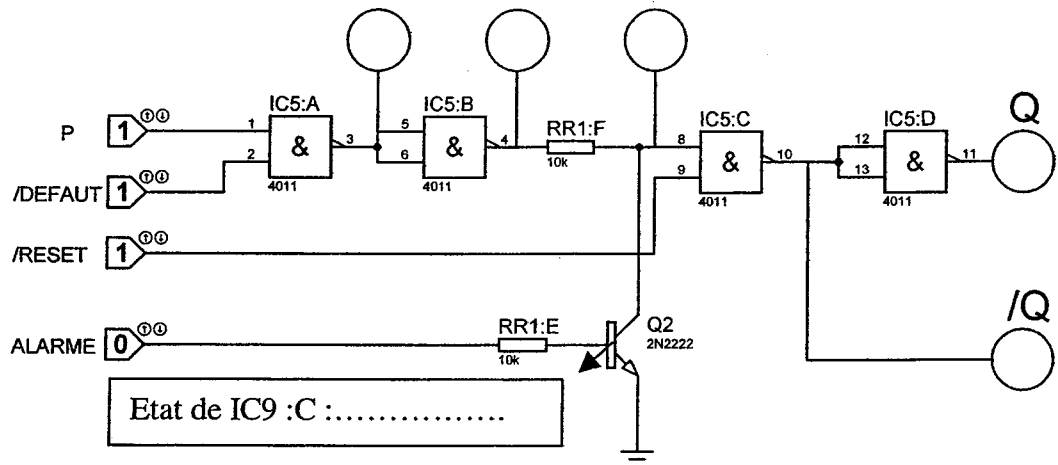 IC5:A
IC5:B
IC5:C
IC5:D
Q
P
1
1
3
5
6
4
RR1:F
10k
8
9
10
12
13
11
&
&
&
&
2
/DEFAUT
1
4011
4011
4011
4011
/RESET
1
/Q
ALARME
0
RR1:E
10k
Q2
2N2222
Etat de IC9 :C :...............